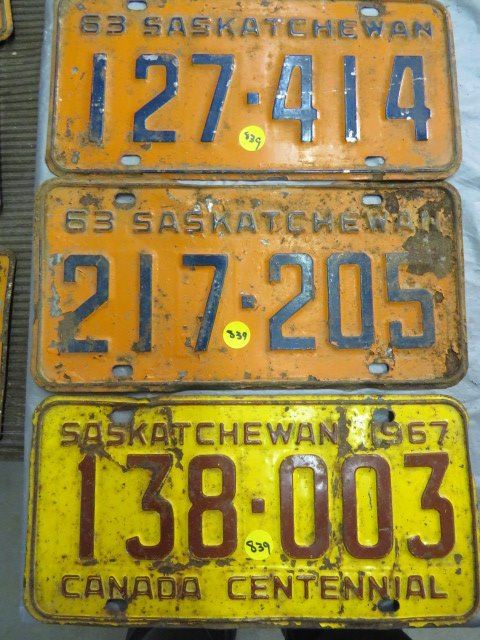 63 SASKATCHEWAN
127·414
839
63 SASKATCHEWAN
217·205
839
SASKATCHEWAN 1967
138·003
839
CANADA CENTENNIAL